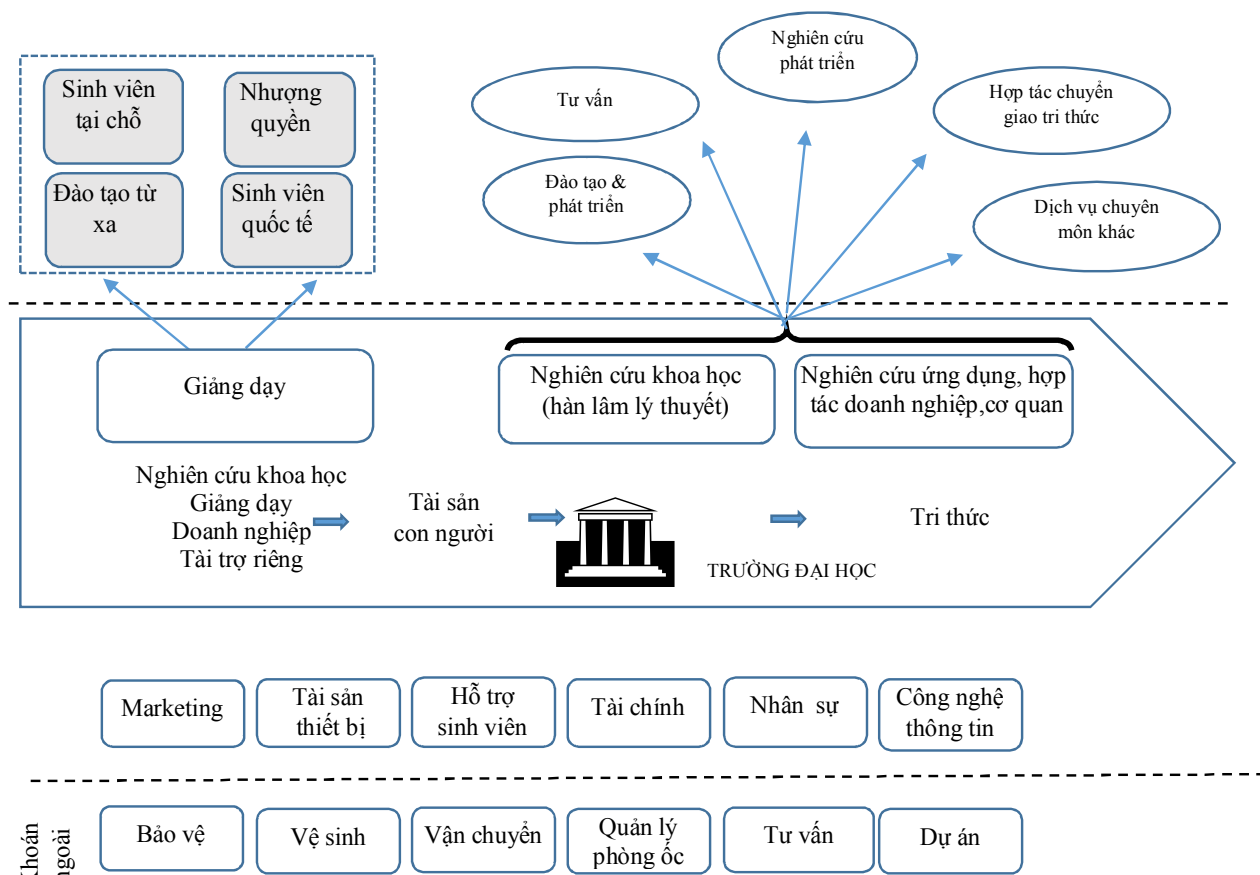 Sinh viên
tại chỗ
Nhượng
quyền
Đào tạo từ
xa
Sinh viên
quốc tế
Tư vấn
Nghiên cứu
phát triển
Hợp tác chuyển
giao tri thức
Đào tạo &
phát triển
Dịch vụ chuyên
môn khác
Giảng dạy
Nghiên cứu khoa học
(hàn lâm lý thuyết)
Nghiên cứu ứng dụng, hợp
tác doanh nghiệp,cơ quan
Nghiên cứu khoa học
Giảng dạy
Doanh nghiệp
Tài trợ riêng
Tài sản
con người
TRƯỜNG ĐẠI HỌC
Tri thức
Marketing
Tài sản
thiết bị
Hỗ trợ
sinh viên
Tài chính
Nhân sự
Công nghệ
thông tin
Khoán
ngoài
Bảo vệ
Vệ sinh
Vận chuyển
Quản lý
phòng ốc
Tư vấn
Dự án